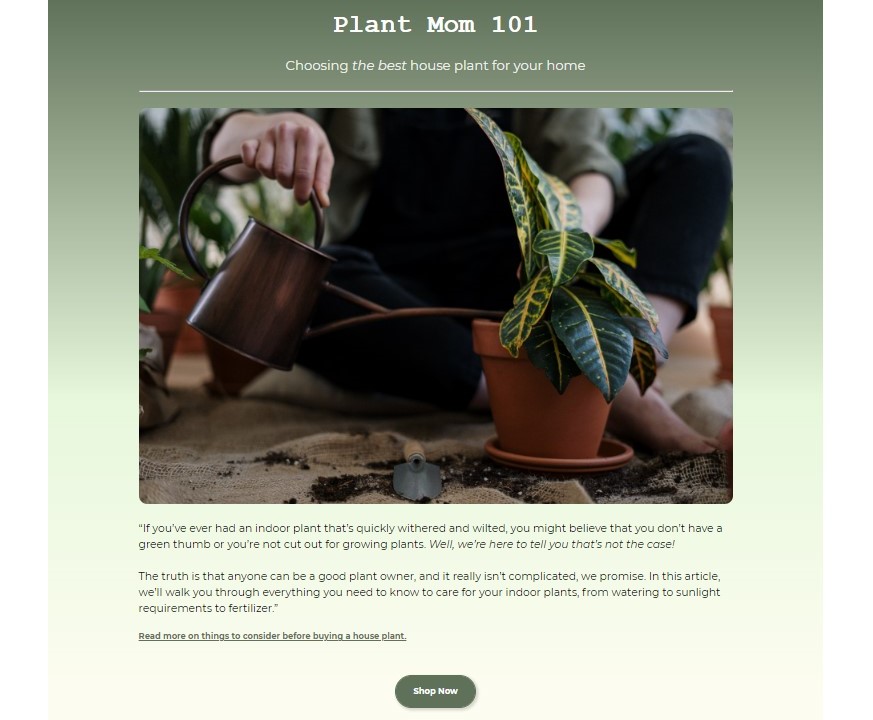 Plant Mom 101
Choosing the best house plant for your home
“If you’ve ever had an indoor plant that’s quickly withered and wilted, you might believe that you don’t have a
green thumb or you’re not cut out for growing plants. Well, we’re here to tell you that’s not the case!
The truth is that anyone can be a good plant owner, and it really isn’t complicated, we promise. In this article,
we’ll walk you through everything you need to know to care for your indoor plants, from watering to sunlight
requirements to fertilizer.”
Read more on things to consider before buying a house plant.
Shop Now